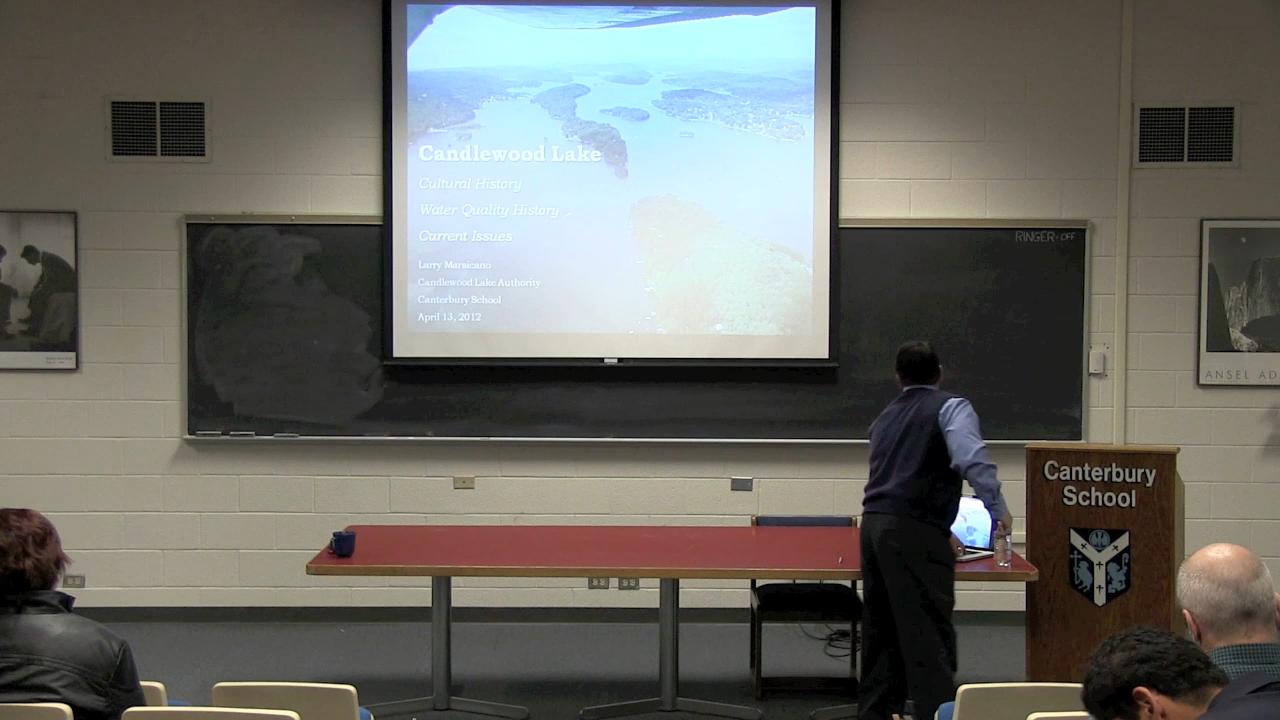 Candlewood Lake
Cultural History
Water Quality History
Current Issues
Larry Marsicano
Candlewood Lake Authority
Canterbury School
April 13, 2012
RINGER OFF
ANSEL AD
Canterbury
School